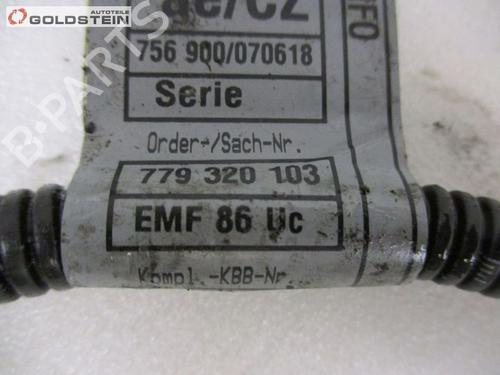 Autoteile
GOLDSTEIN
ae/CZ
756 900/070618
Serie
Order-/Sach-Nr.
779 320 103
EMF 86 Uc
Kompl.-KBB-Nr.
B-PARTS